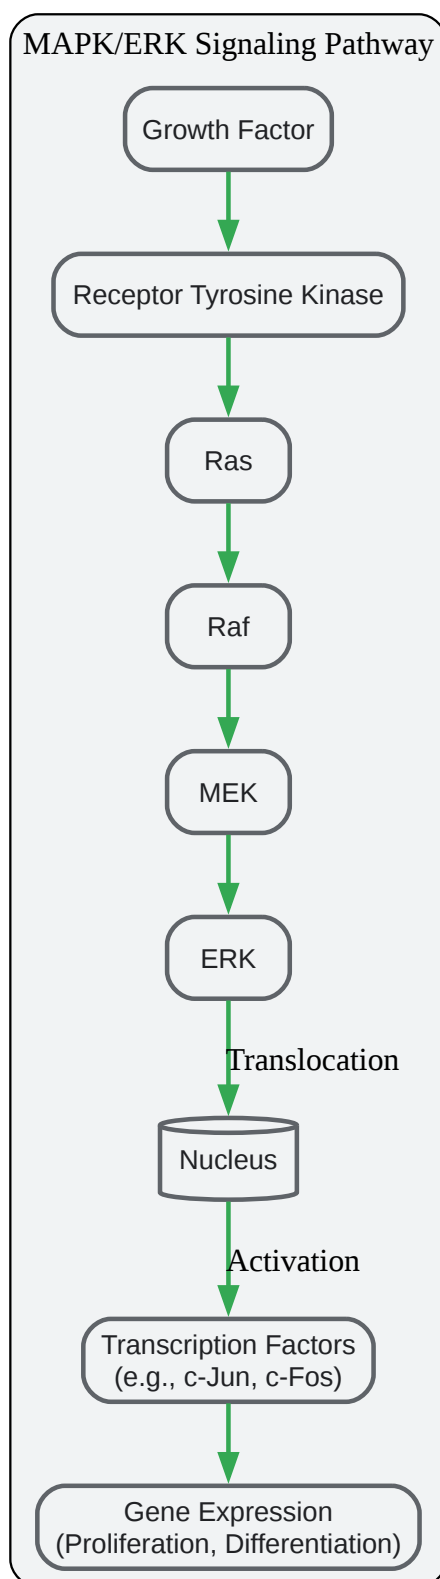 MAPK/ERK Signaling Pathway
Growth Factor
Receptor Tyrosine Kinase
Ras
Raf
MEK
ERK
Translocation
Nucleus
Activation
Transcription Factors
(e.g., c-Jun, c-Fos)
Gene Expression
(Proliferation, Differentiation)